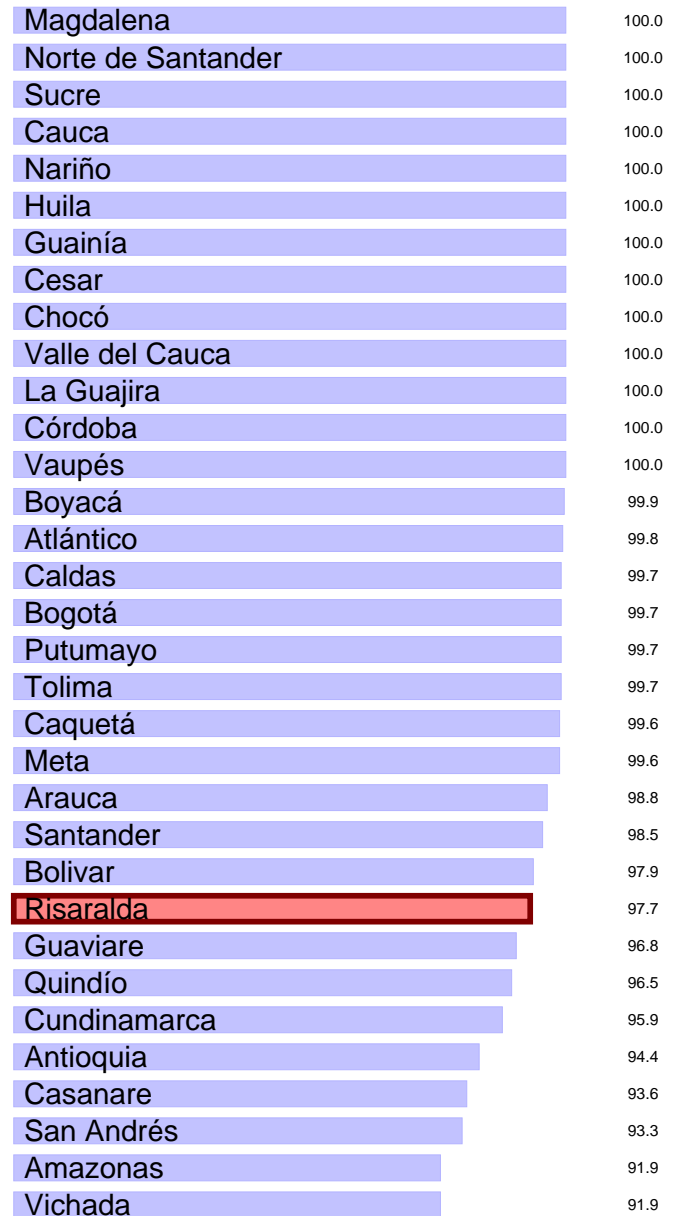 Magdalena 100.0
Norte de Santander 100.0
Sucre 100.0
Cauca 100.0
Nariño 100.0
Huila 100.0
Guainía 100.0
Cesar 100.0
Chocó 100.0
Valle del Cauca 100.0
La Guajira 100.0
Córdoba 100.0
Vaupés 100.0
Boyacá 99.9
Atlántico 99.8
Caldas 99.7
Bogotá 99.7
Putumayo 99.7
Tolima 99.7
Caquetá 99.6
Meta 99.6
Arauca 98.8
Santander 98.5
Bolivar 97.9
Risaralda 97.7
Guaviare 96.8
Quindío 96.5
Cundinamarca 95.9
Antioquia 94.4
Casanare 93.6
San Andrés 93.3
Amazonas 91.9
Vichada 91.9